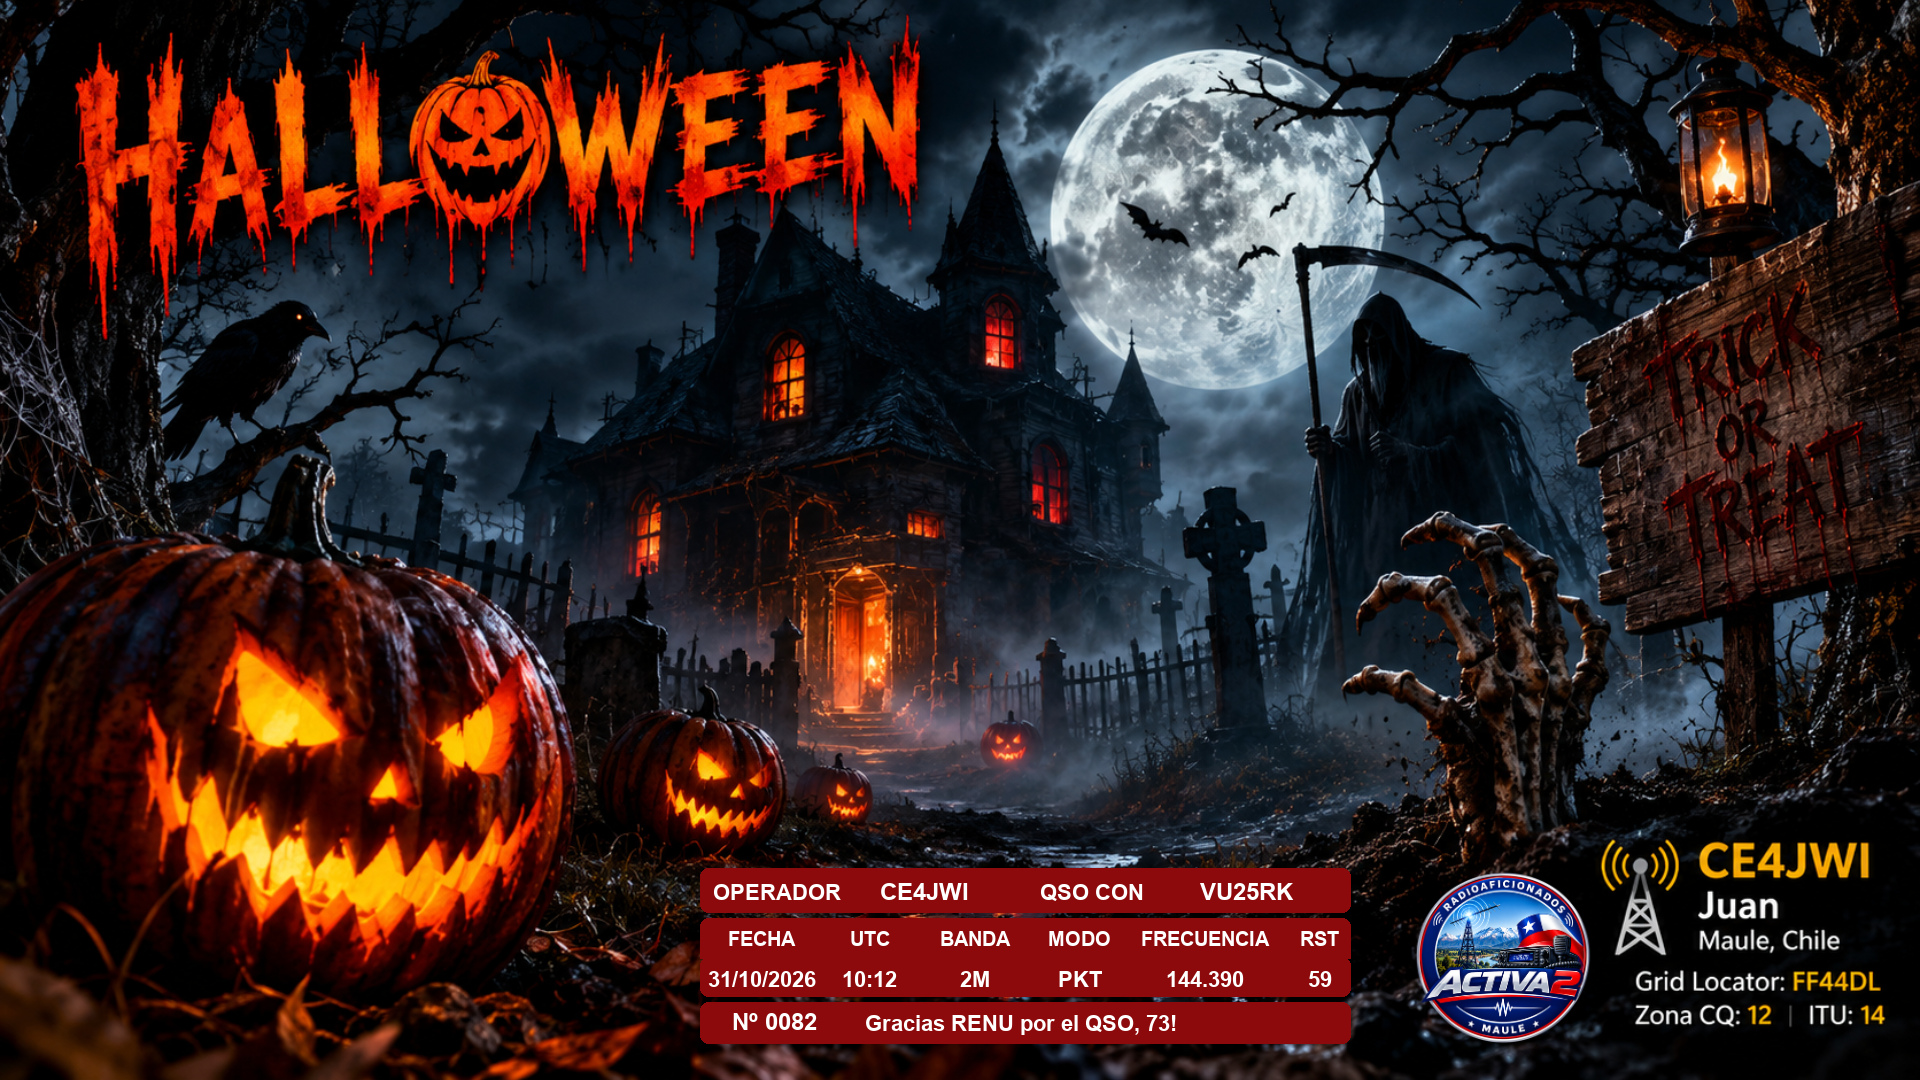 HALLOWEEN
TRICK
OR
TREAT
OPERADOR CE4JWI QSO CON VU25RK
FECHA UTC BANDA MODO FRECUENCIA RST
31/10/2026 10:12 2M PKT 144.390 59
Nº 0082 Gracias RENU por el QSO, 73!
RADIOAFICIONADOS
ACTIVA2
MAULE
CE4JWI
Juan
Maule, Chile
Grid Locator: FF44DL
Zona CQ: 12 | ITU: 14